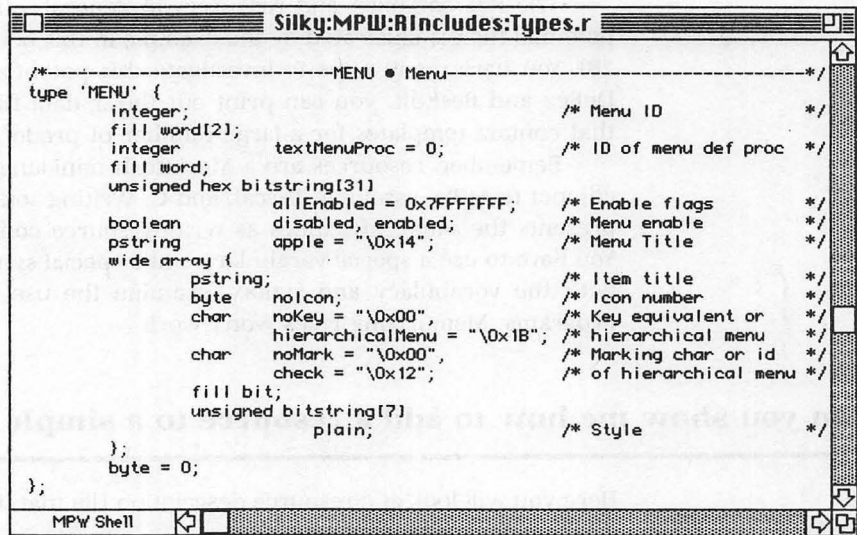 Silky:MPW:RIncludes:Types.r
/*----------------------------MENU • Menu----------------------------*/
type 'MENU' {
integer; /* Menu ID */
fill word[2];
integer textMenuProc = 0; /* ID of menu def proc */
fill word;
unsigned hex bitstring[31]
allEnabled = 0x7FFFFFFF; /* Enable flags */
boolean disabled, enabled; /* Menu enable */
pstring apple = "\0x14"; /* Menu Title */
wide array {
pstring; /* Item title */
byte noIcon; /* Icon number */
char noKey = "\0x00", /* Key equivalent or */
hierarchicalMenu = "\0x1B"; /* hierarchical menu */
char noMark = "\0x00", /* Marking char or id */
check = "\0x12"; /* of hierarchical menu */
fill bit;
unsigned bitstring[7]
plain; /* Style */
};
byte = 0;
};
MPW Shell